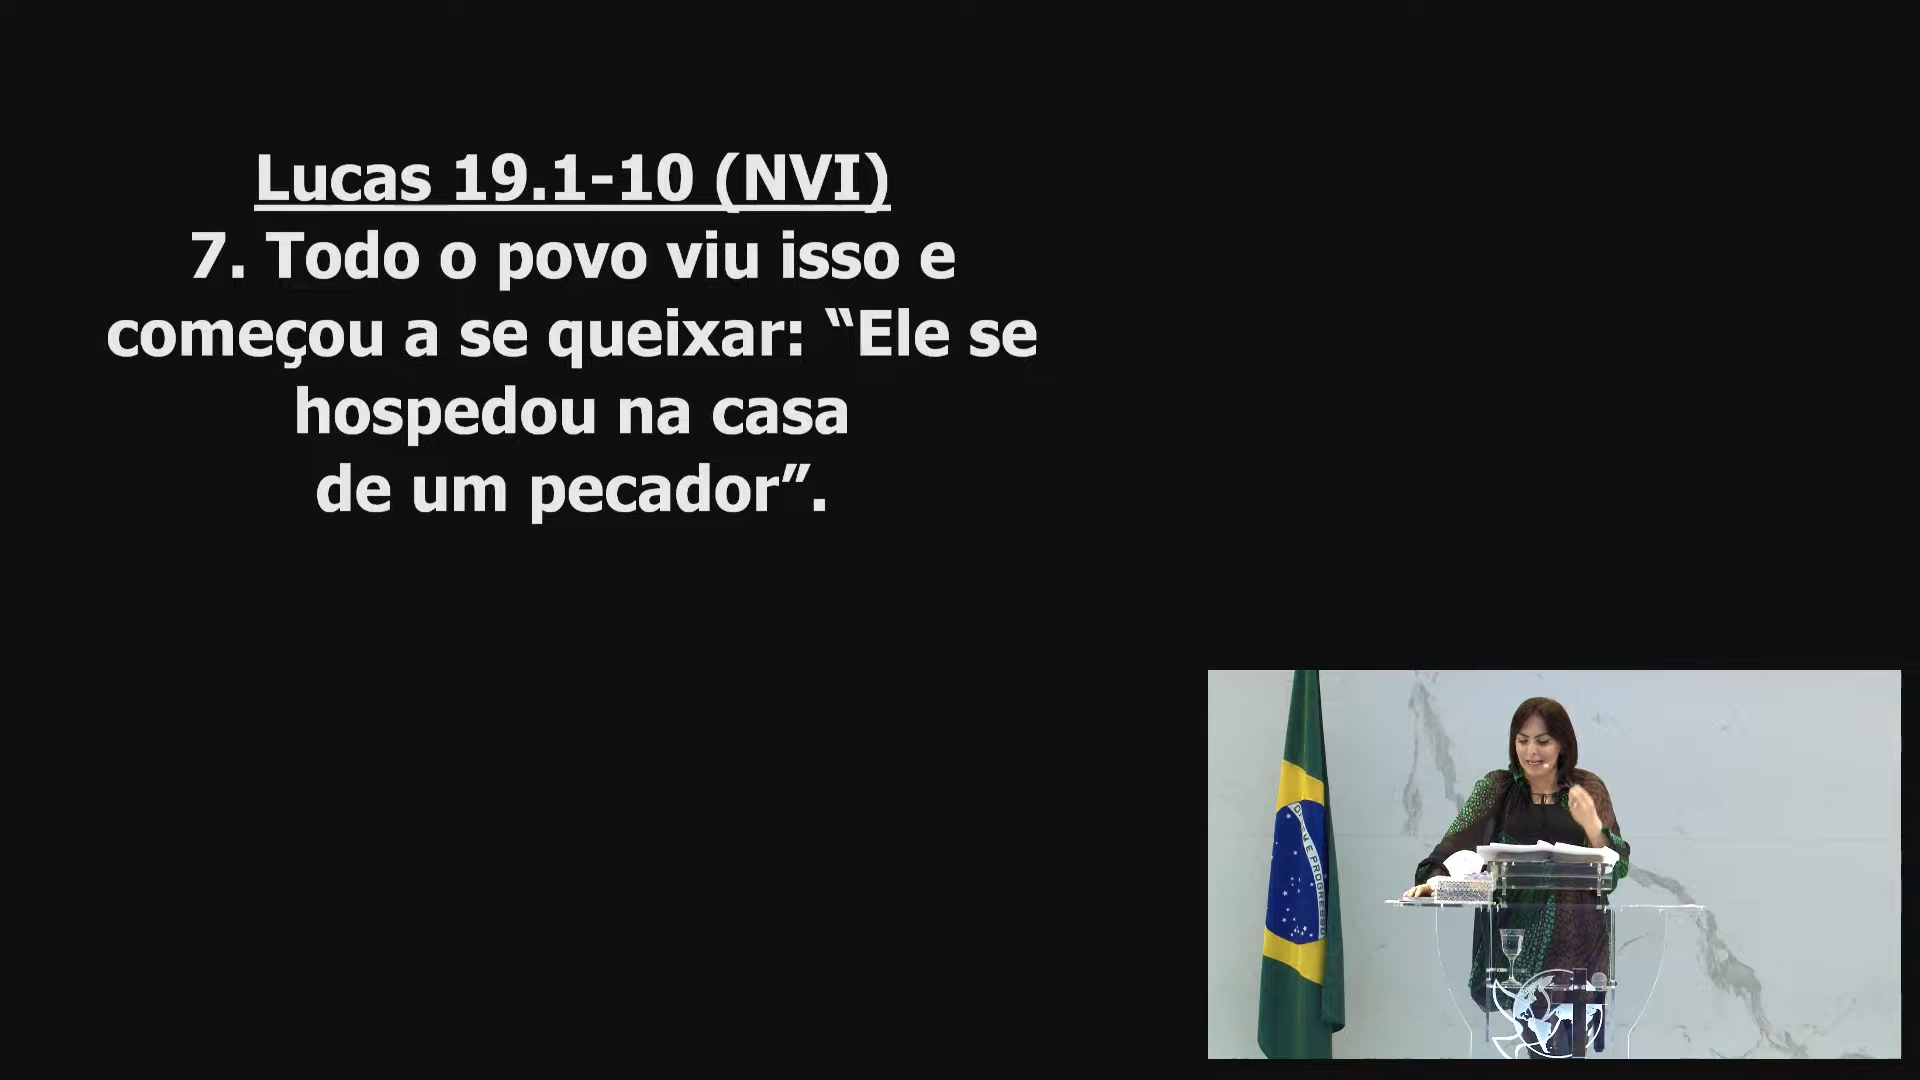 Lucas 19.1-10 (NVI)
7. Todo o povo viu isso e
começou a se queixar: “Ele se
hospedou na casa
de um pecador”.
E PROGRESSO